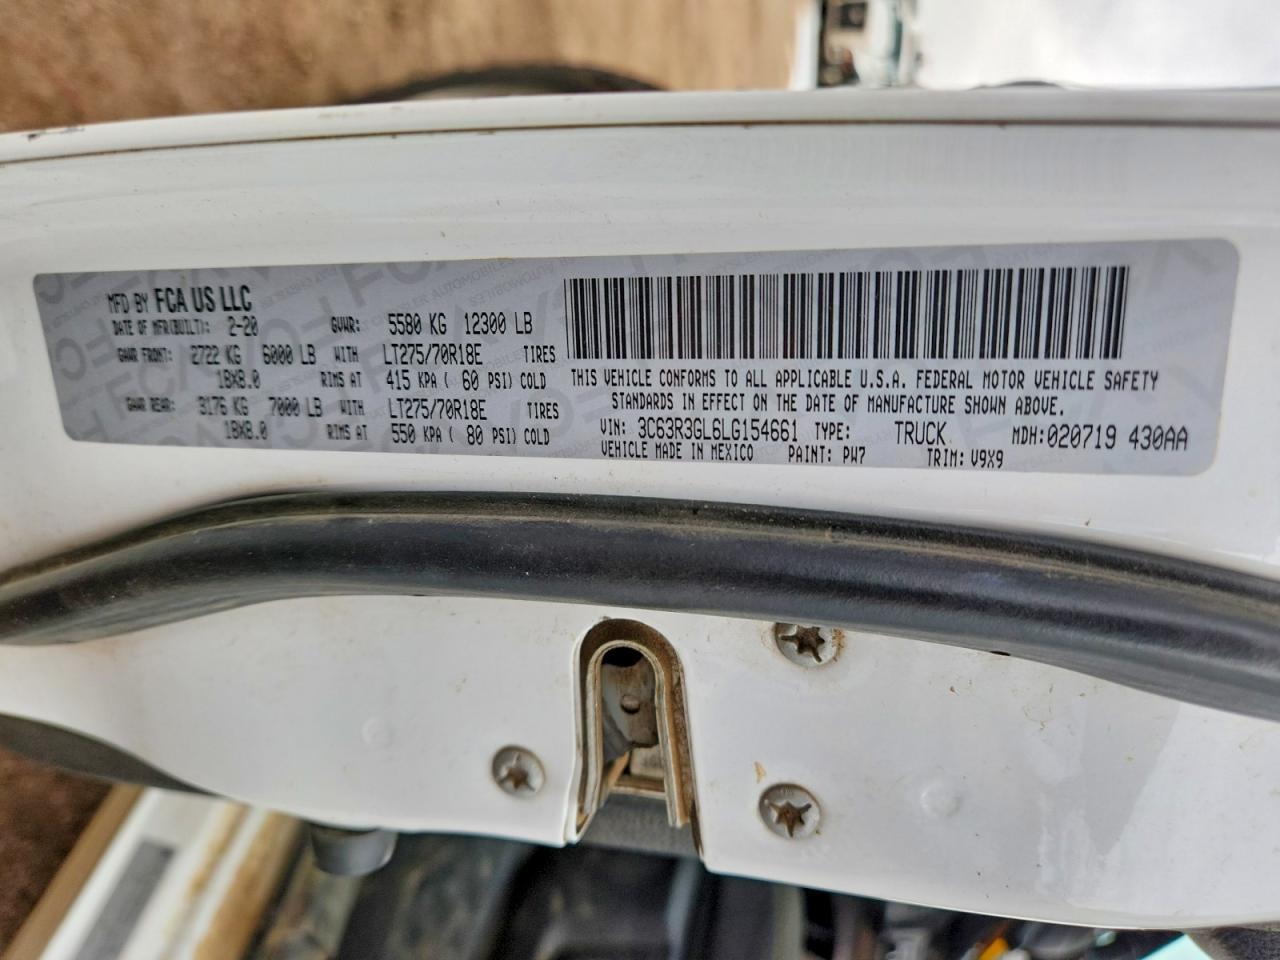 MFD BY FCA US LLC
DATE OF MFR(BUILT): 2-20 GVWR: 5580 KG 12300 LB
GAWR FRONT: 2722 KG 6000 LB WITH LT275/70R18E TIRES
18X8.0 RIMS AT 415 KPA ( 60 PSI) COLD
GAWR REAR: 3176 KG 7000 LB WITH LT275/70R18E TIRES
18X8.0 RIMS AT 550 KPA ( 80 PSI) COLD
THIS VEHICLE CONFORMS TO ALL APPLICABLE U.S.A. FEDERAL MOTOR VEHICLE SAFETY
STANDARDS IN EFFECT ON THE DATE OF MANUFACTURE SHOWN ABOVE.
VIN: 3C63R3GL6LG154661 TYPE: TRUCK MDH:020719 430AA
VEHICLE MADE IN MEXICO PAINT: PW7 TRIM: V9X9